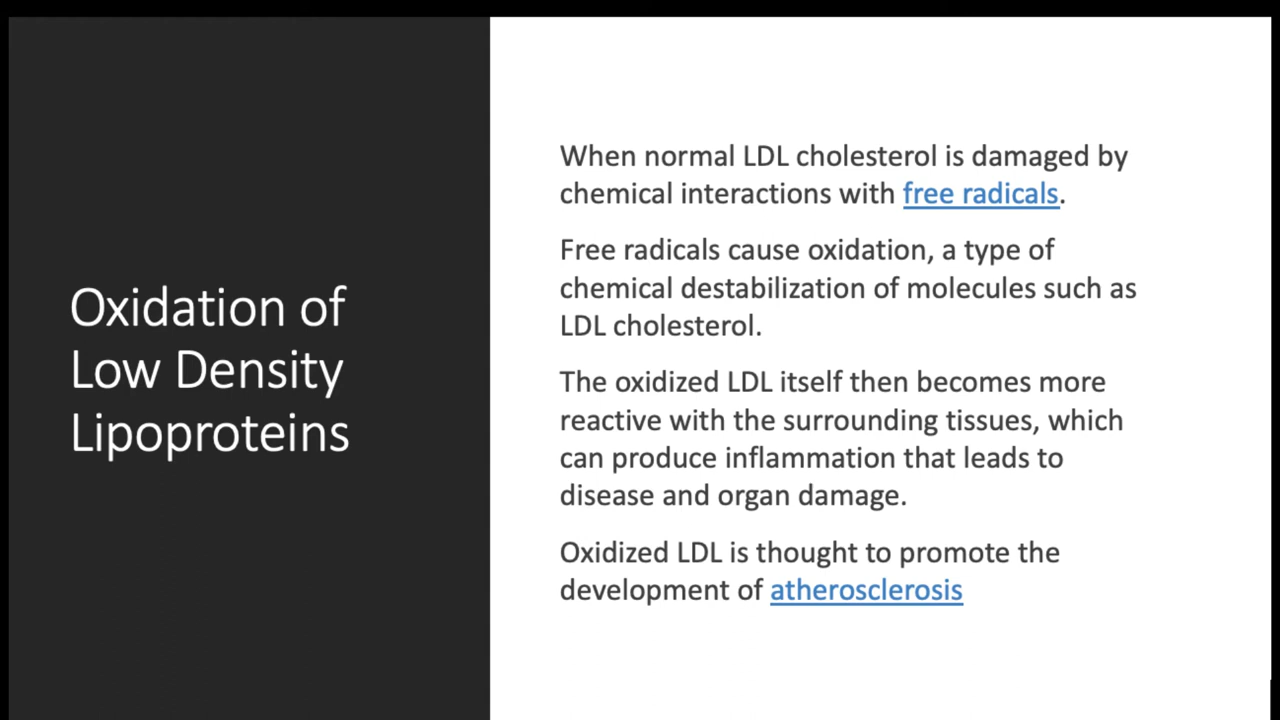 Oxidation of
Low Density
Lipoproteins
When normal LDL cholesterol is damaged by
chemical interactions with free radicals.
Free radicals cause oxidation, a type of
chemical destabilization of molecules such as
LDL cholesterol.
The oxidized LDL itself then becomes more
reactive with the surrounding tissues, which
can produce inflammation that leads to
disease and organ damage.
Oxidized LDL is thought to promote the
development of atherosclerosis